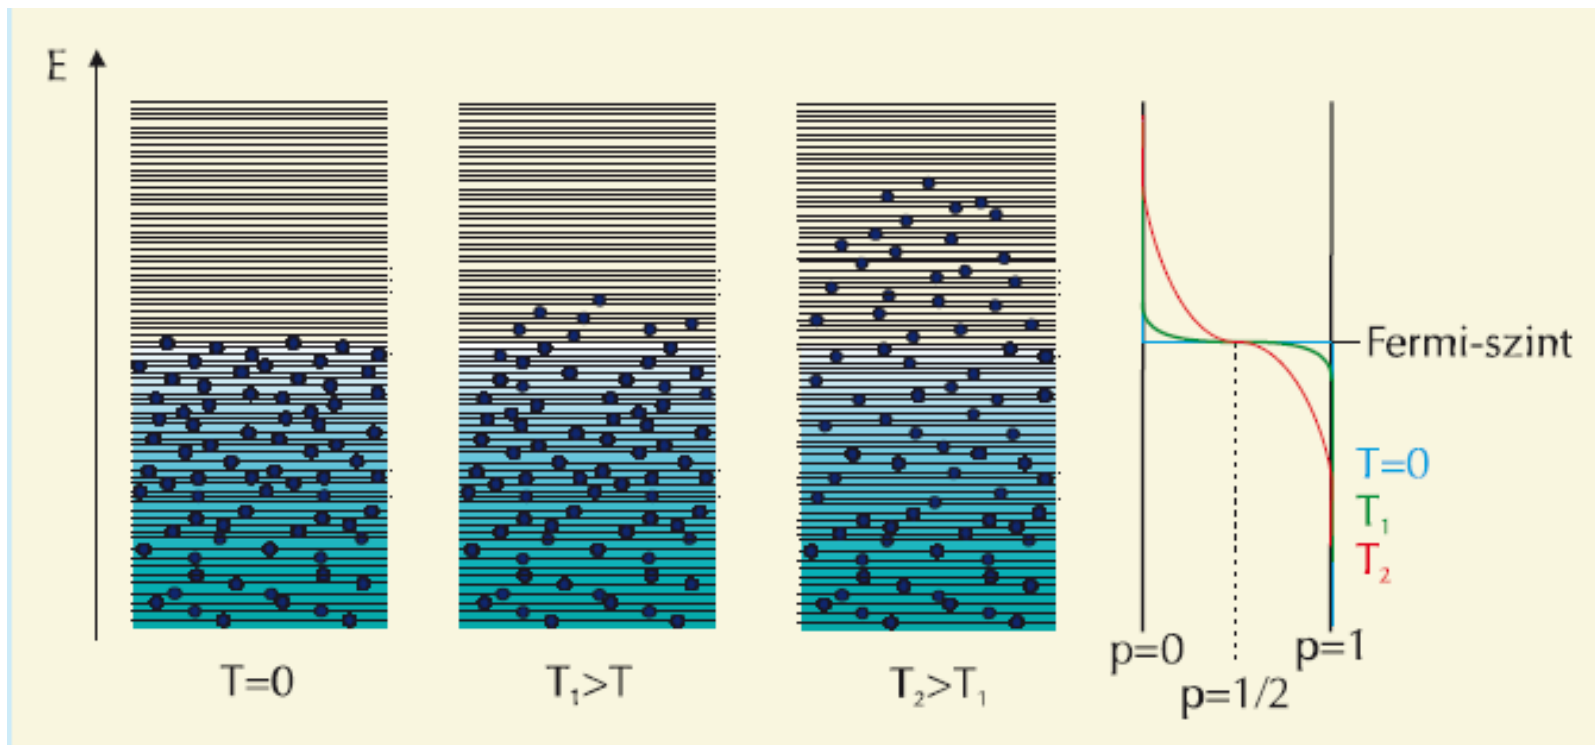 E
Fermi-szint
T=0
T₁
T₂
p=0
p=1
p=1/2
T=0
T₁>T
T₂>T₁